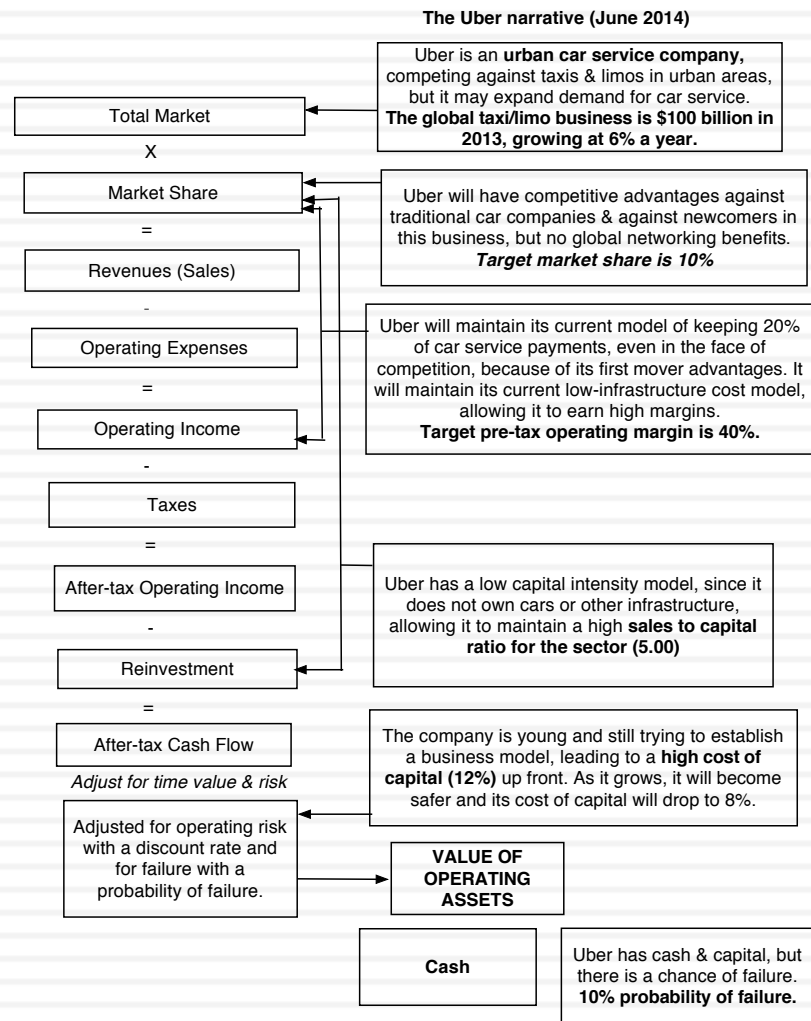 The Uber narrative (June 2014)
Uber is an urban car service company,
competing against taxis & limos in urban areas,
but it may expand demand for car service.
The global taxi/limo business is $100 billion in
2013, growing at 6% a year.
Total Market
X
Market Share
Uber will have competitive advantages against
traditional car companies & against newcomers in
this business, but no global networking benefits.
Target market share is 10%
=
Revenues (Sales)
-
Operating Expenses
Uber will maintain its current model of keeping 20%
of car service payments, even in the face of
competition, because of its first mover advantages. It
will maintain its current low-infrastructure cost model,
allowing it to earn high margins.
Target pre-tax operating margin is 40%.
=
Operating Income
-
Taxes
=
After-tax Operating Income
Uber has a low capital intensity model, since it
does not own cars or other infrastructure,
allowing it to maintain a high sales to capital
ratio for the sector (5.00)
-
Reinvestment
=
After-tax Cash Flow
The company is young and still trying to establish
a business model, leading to a high cost of
capital (12%) up front. As it grows, it will become
safer and its cost of capital will drop to 8%.
Adjust for time value & risk
Adjusted for operating risk
with a discount rate and
for failure with a
probability of failure.
VALUE OF
OPERATING
ASSETS
Cash
Uber has cash & capital, but
there is a chance of failure.
10% probability of failure.